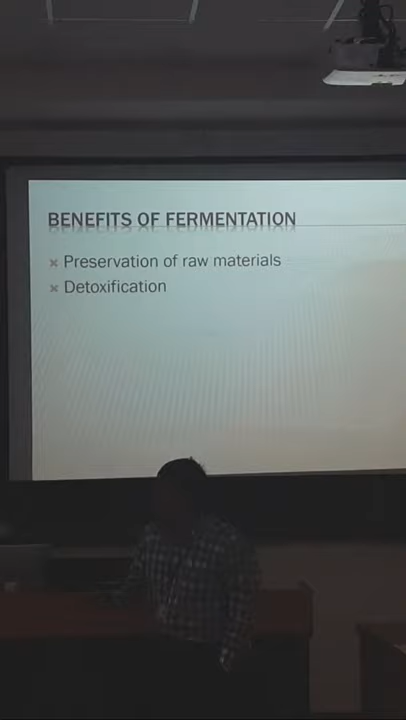 BENEFITS OF FERMENTATION
Preservation of raw materials
Detoxification